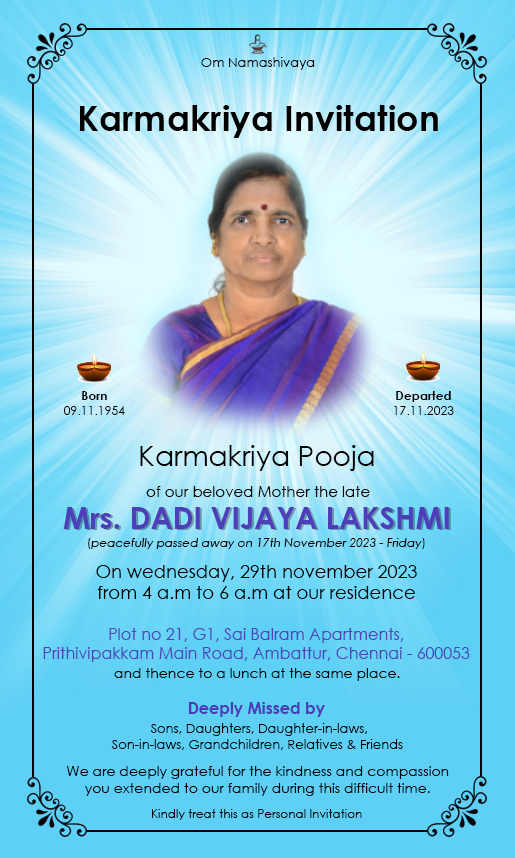 Om Namashivaya
Karmakriya Invitation
Born
09.11.1954
Departed
17.11.2023
Karmakriya Pooja
of our beloved Mother the late
Mrs. DADI VIJAYA LAKSHMI
(peacefully passed away on 17th November 2023 - Friday)
On wednesday, 29th november 2023
from 4 a.m to 6 a.m at our residence
Plot no 21, G1, Sai Balram Apartments,
Prithivipakkam Main Road, Ambattur, Chennai - 600053
and thence to a lunch at the same place.
Deeply Missed by
Sons, Daughters, Daughter-in-laws,
Son-in-laws, Grandchildren, Relatives & Friends
We are deeply grateful for the kindness and compassion
you extended to our family during this difficult time.
Kindly treat this as Personal Invitation